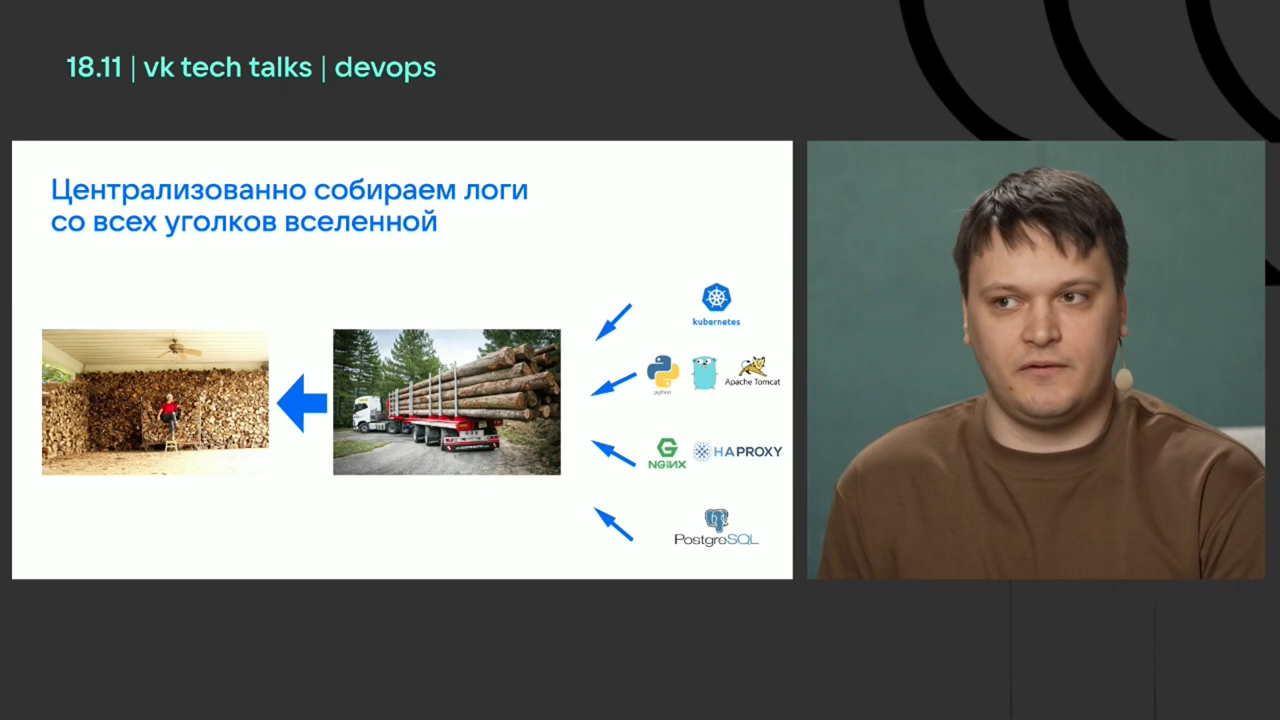 18.11 | vk tech talks | devops
Централизованно собираем логи
со всех уголков вселенной
kubernetes
python
Apache Tomcat
NGiNX
HAPROXY
PostgreSQL